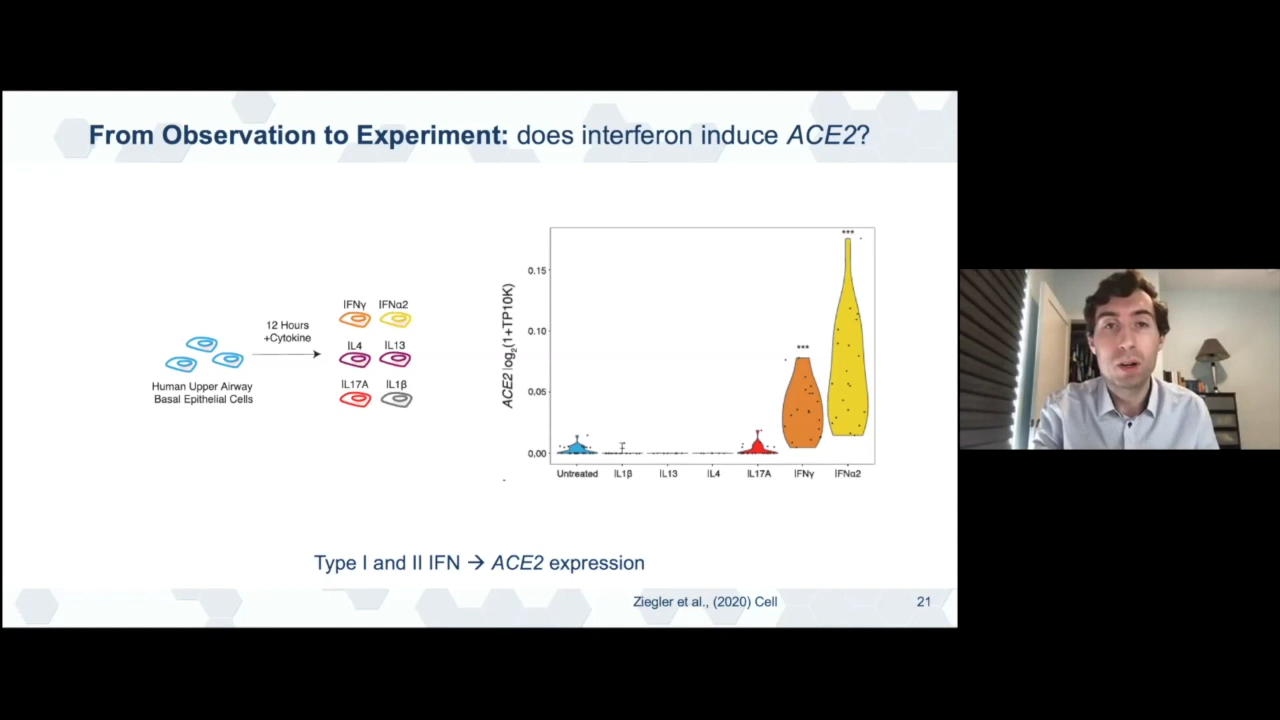 From Observation to Experiment: does interferon induce ACE2?
12 Hours
+Cytokine
Human Upper Airway
Basal Epithelial Cells
IFNγ IFNα2
IL4 IL13
IL17A IL1β
ACE2 log2(1+TP10K)
0.15
0.10
0.05
0.00
***
***
Untreated IL1β IL13 IL4 IL17A IFNγ IFNα2
Type I and II IFN → ACE2 expression
Ziegler et al., (2020) Cell
21